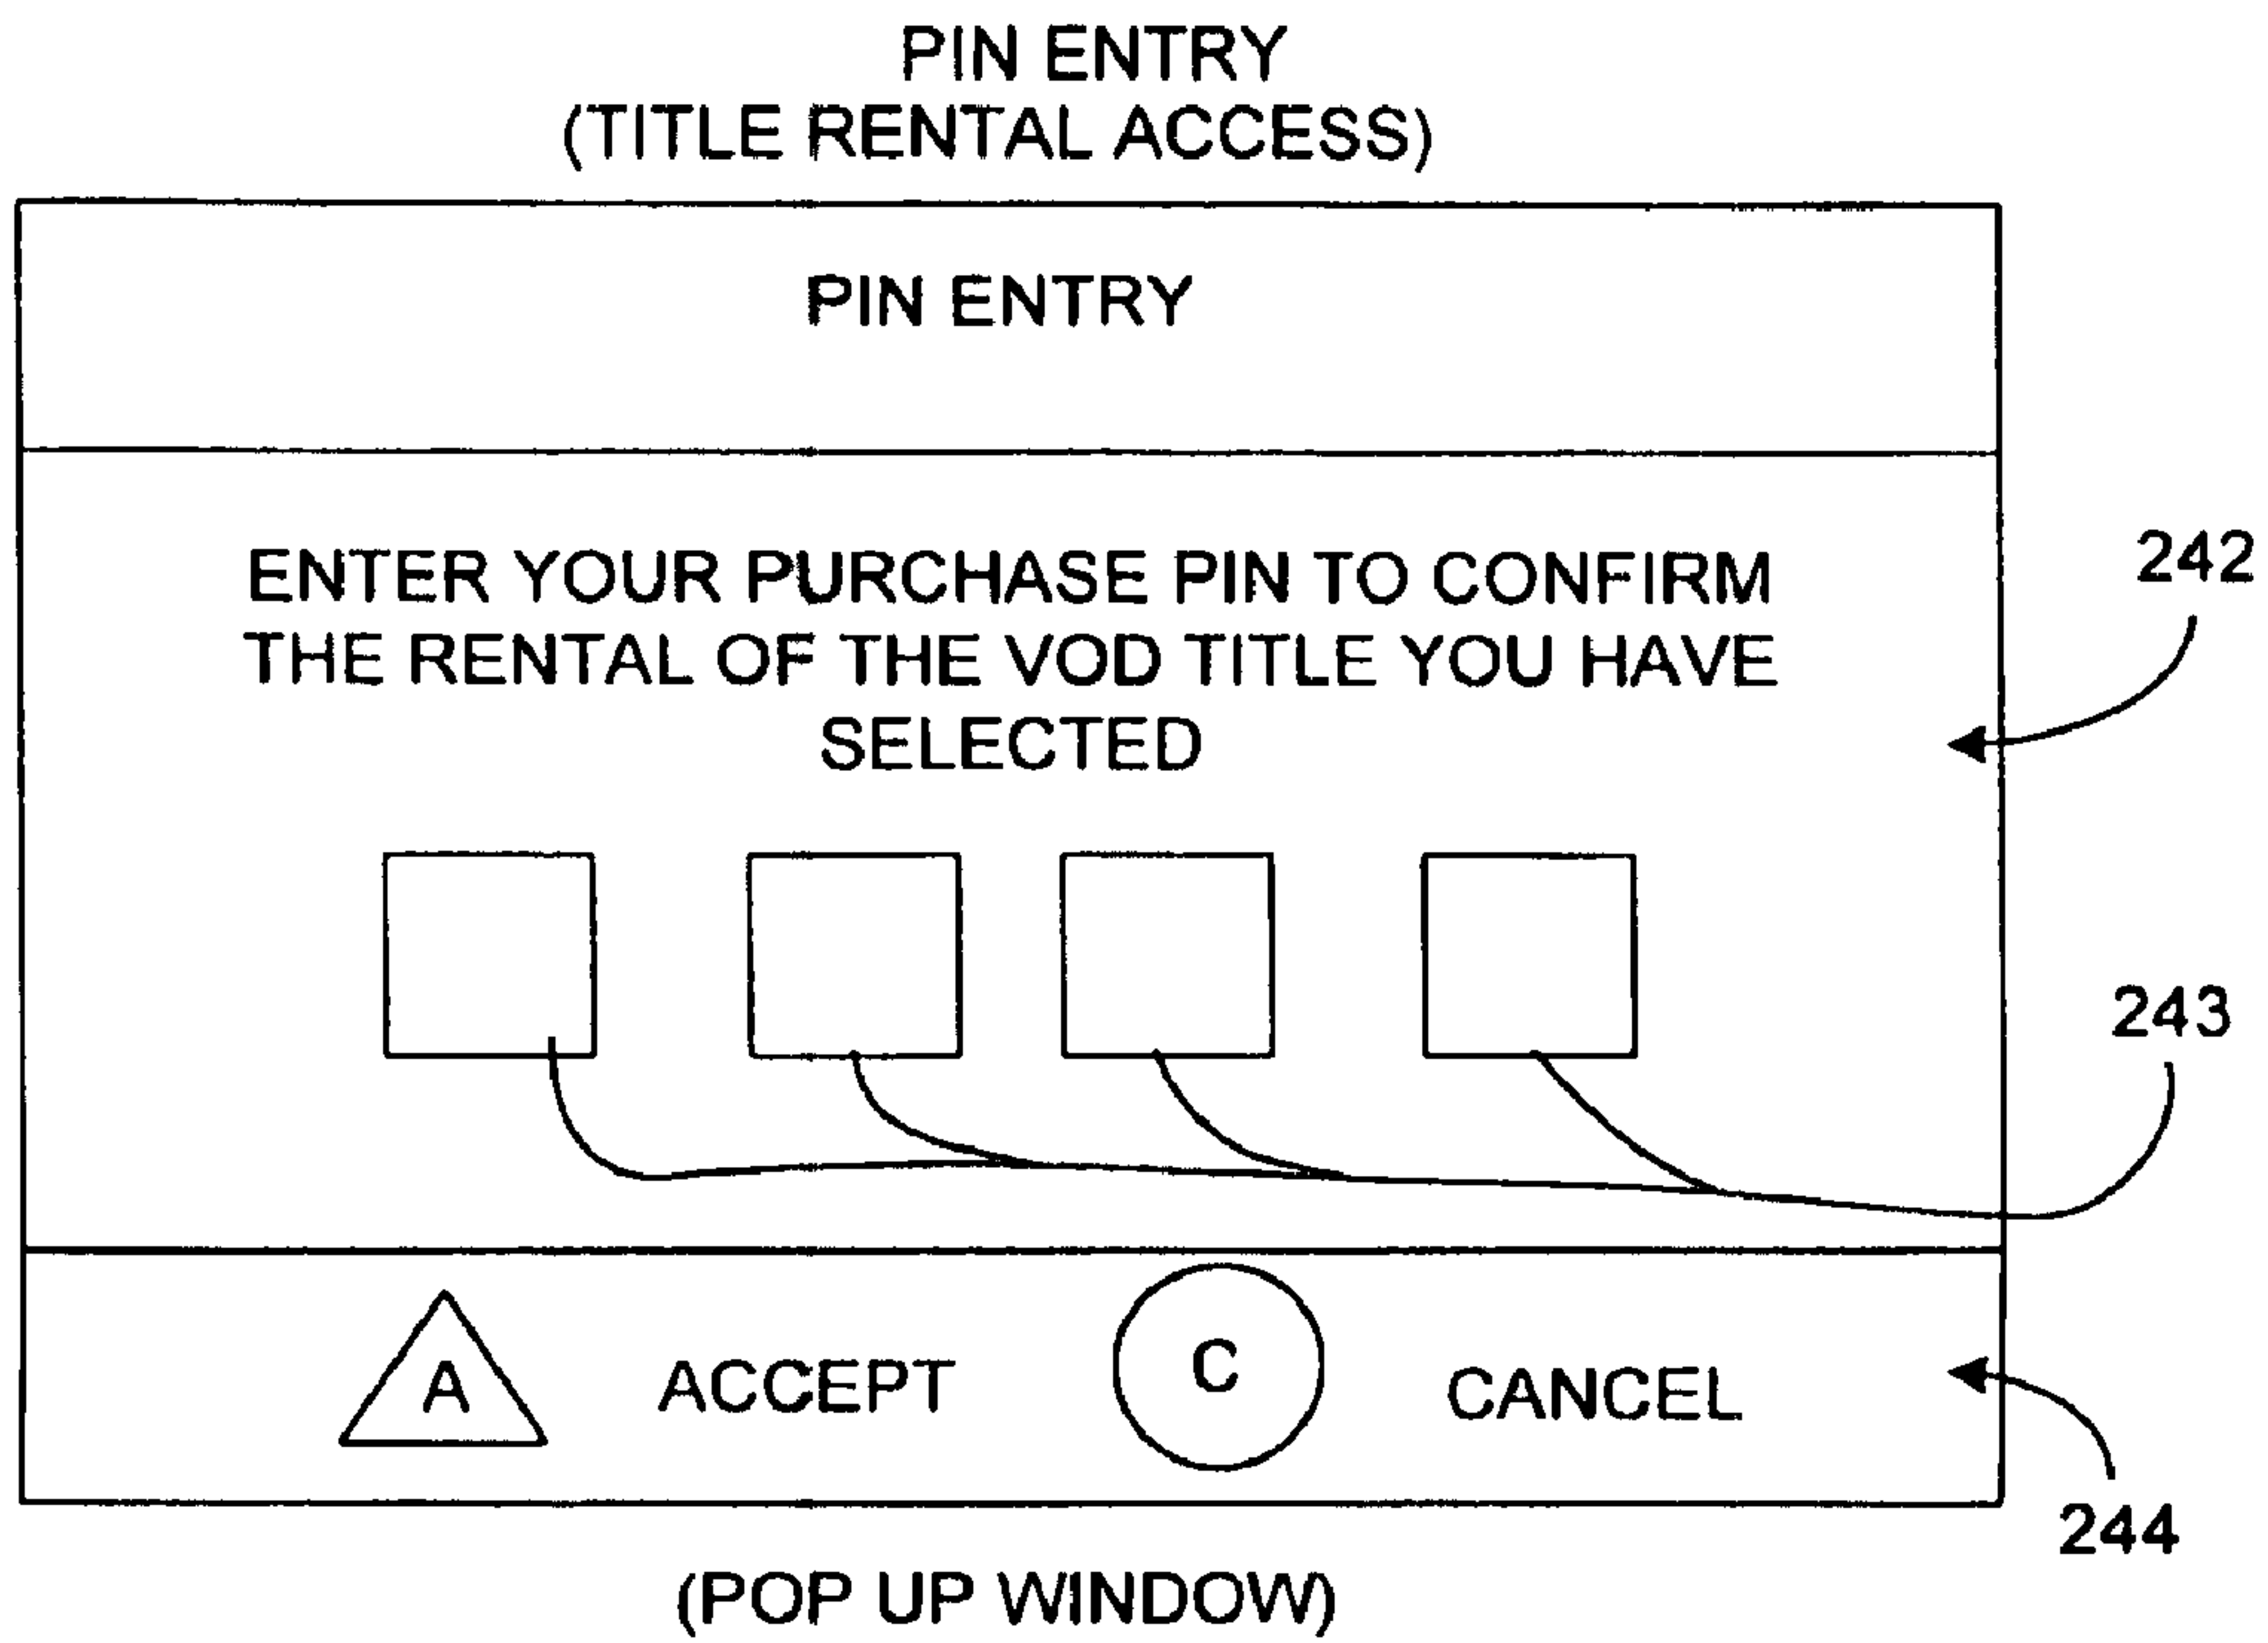 PIN ENTRY
(TITLE RENTAL ACCESS)
PIN ENTRY
ENTER YOUR PURCHASE PIN TO CONFIRM
THE RENTAL OF THE VOD TITLE YOU HAVE
SELECTED
242
243
A ACCEPT C CANCEL
244
(POP UP WINDOW)